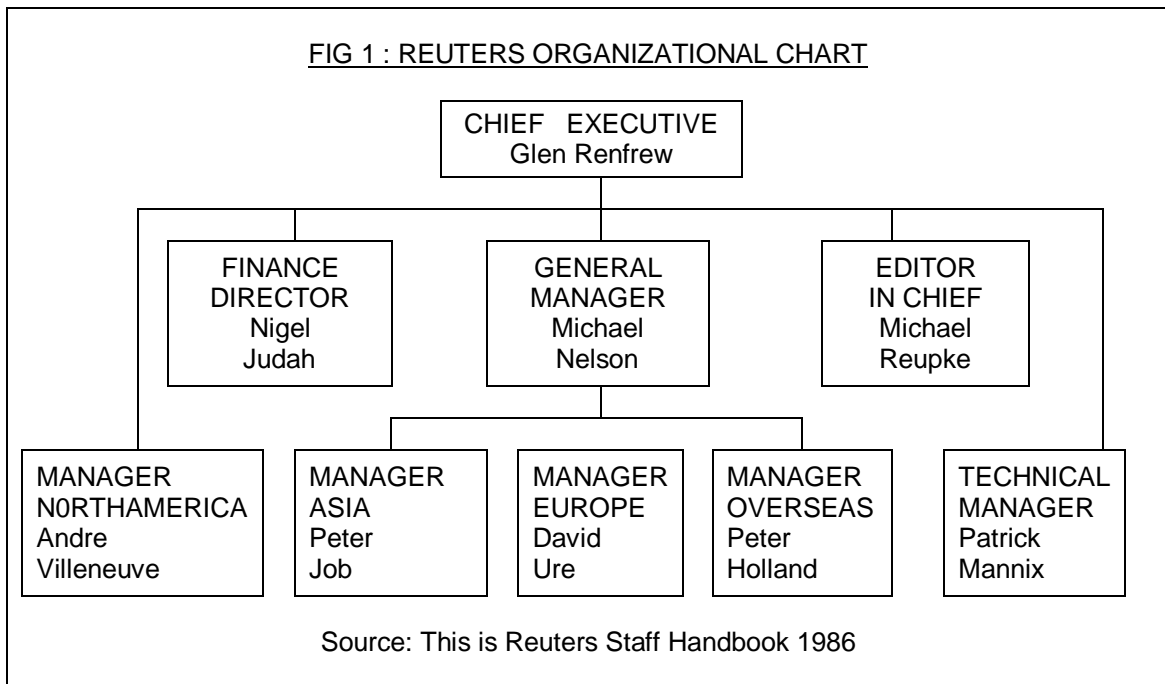 FIG 1 : REUTERS ORGANIZATIONAL CHART
CHIEF EXECUTIVE
Glen Renfrew
FINANCE
DIRECTOR
Nigel
Judah
GENERAL
MANAGER
Michael
Nelson
EDITOR
IN CHIEF
Michael
Reupke
MANAGER
N0RTHAMERICA
Andre
Villeneuve
MANAGER
ASIA
Peter
Job
MANAGER
EUROPE
David
Ure
MANAGER
OVERSEAS
Peter
Holland
TECHNICAL
MANAGER
Patrick
Mannix
Source: This is Reuters Staff Handbook 1986